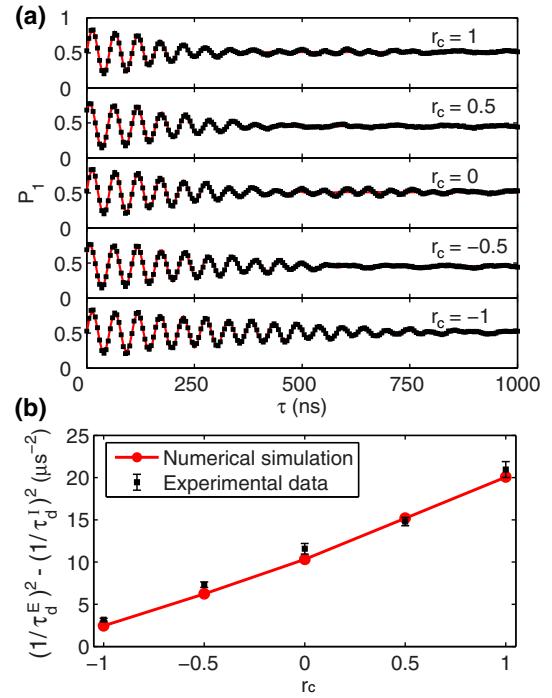 (a)
1
0.5
0
r_c = 1
0.5
0
r_c = 0.5
P_1
0.5
0
r_c = 0
0.5
0
r_c = −0.5
0.5
0
r_c = −1
0 250 500 750 1000
τ (ns)
(b)
25
20
15
10
5
0
(1/τ_d^E)^2 - (1/τ_d^I)^2 (μs^−2)
Numerical simulation
Experimental data
−1 −0.5 0 0.5 1
r_c